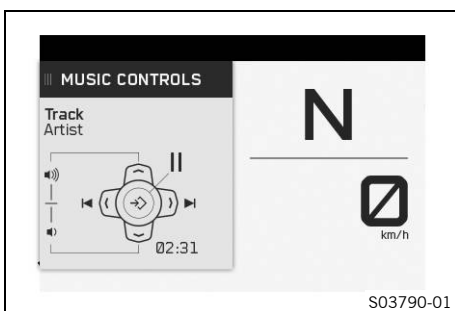 MUSIC CONTROLS
Track
Artist
02:31
N
0
km/h
S03790-01